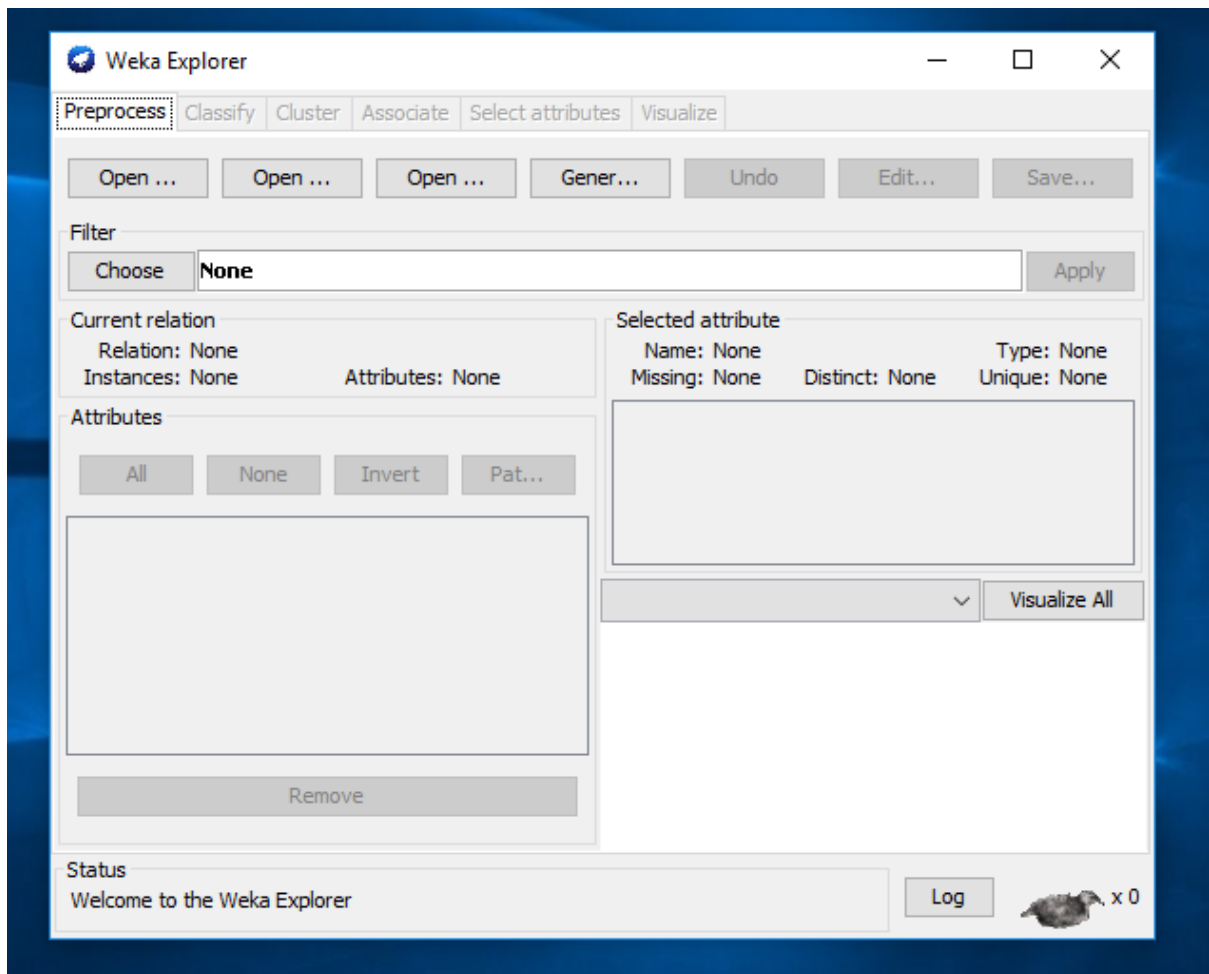 Weka Explorer
Preprocess Classify Cluster Associate Select attributes Visualize
Open ... Open ... Open ... Gener... Undo Edit... Save...
Filter
Choose None Apply
Current relation
Relation: None
Instances: None Attributes: None
Selected attribute
Name: None Type: None
Missing: None Distinct: None Unique: None
Attributes
All None Invert Pat...
Remove
Visualize All
Status
Welcome to the Weka Explorer
Log x 0